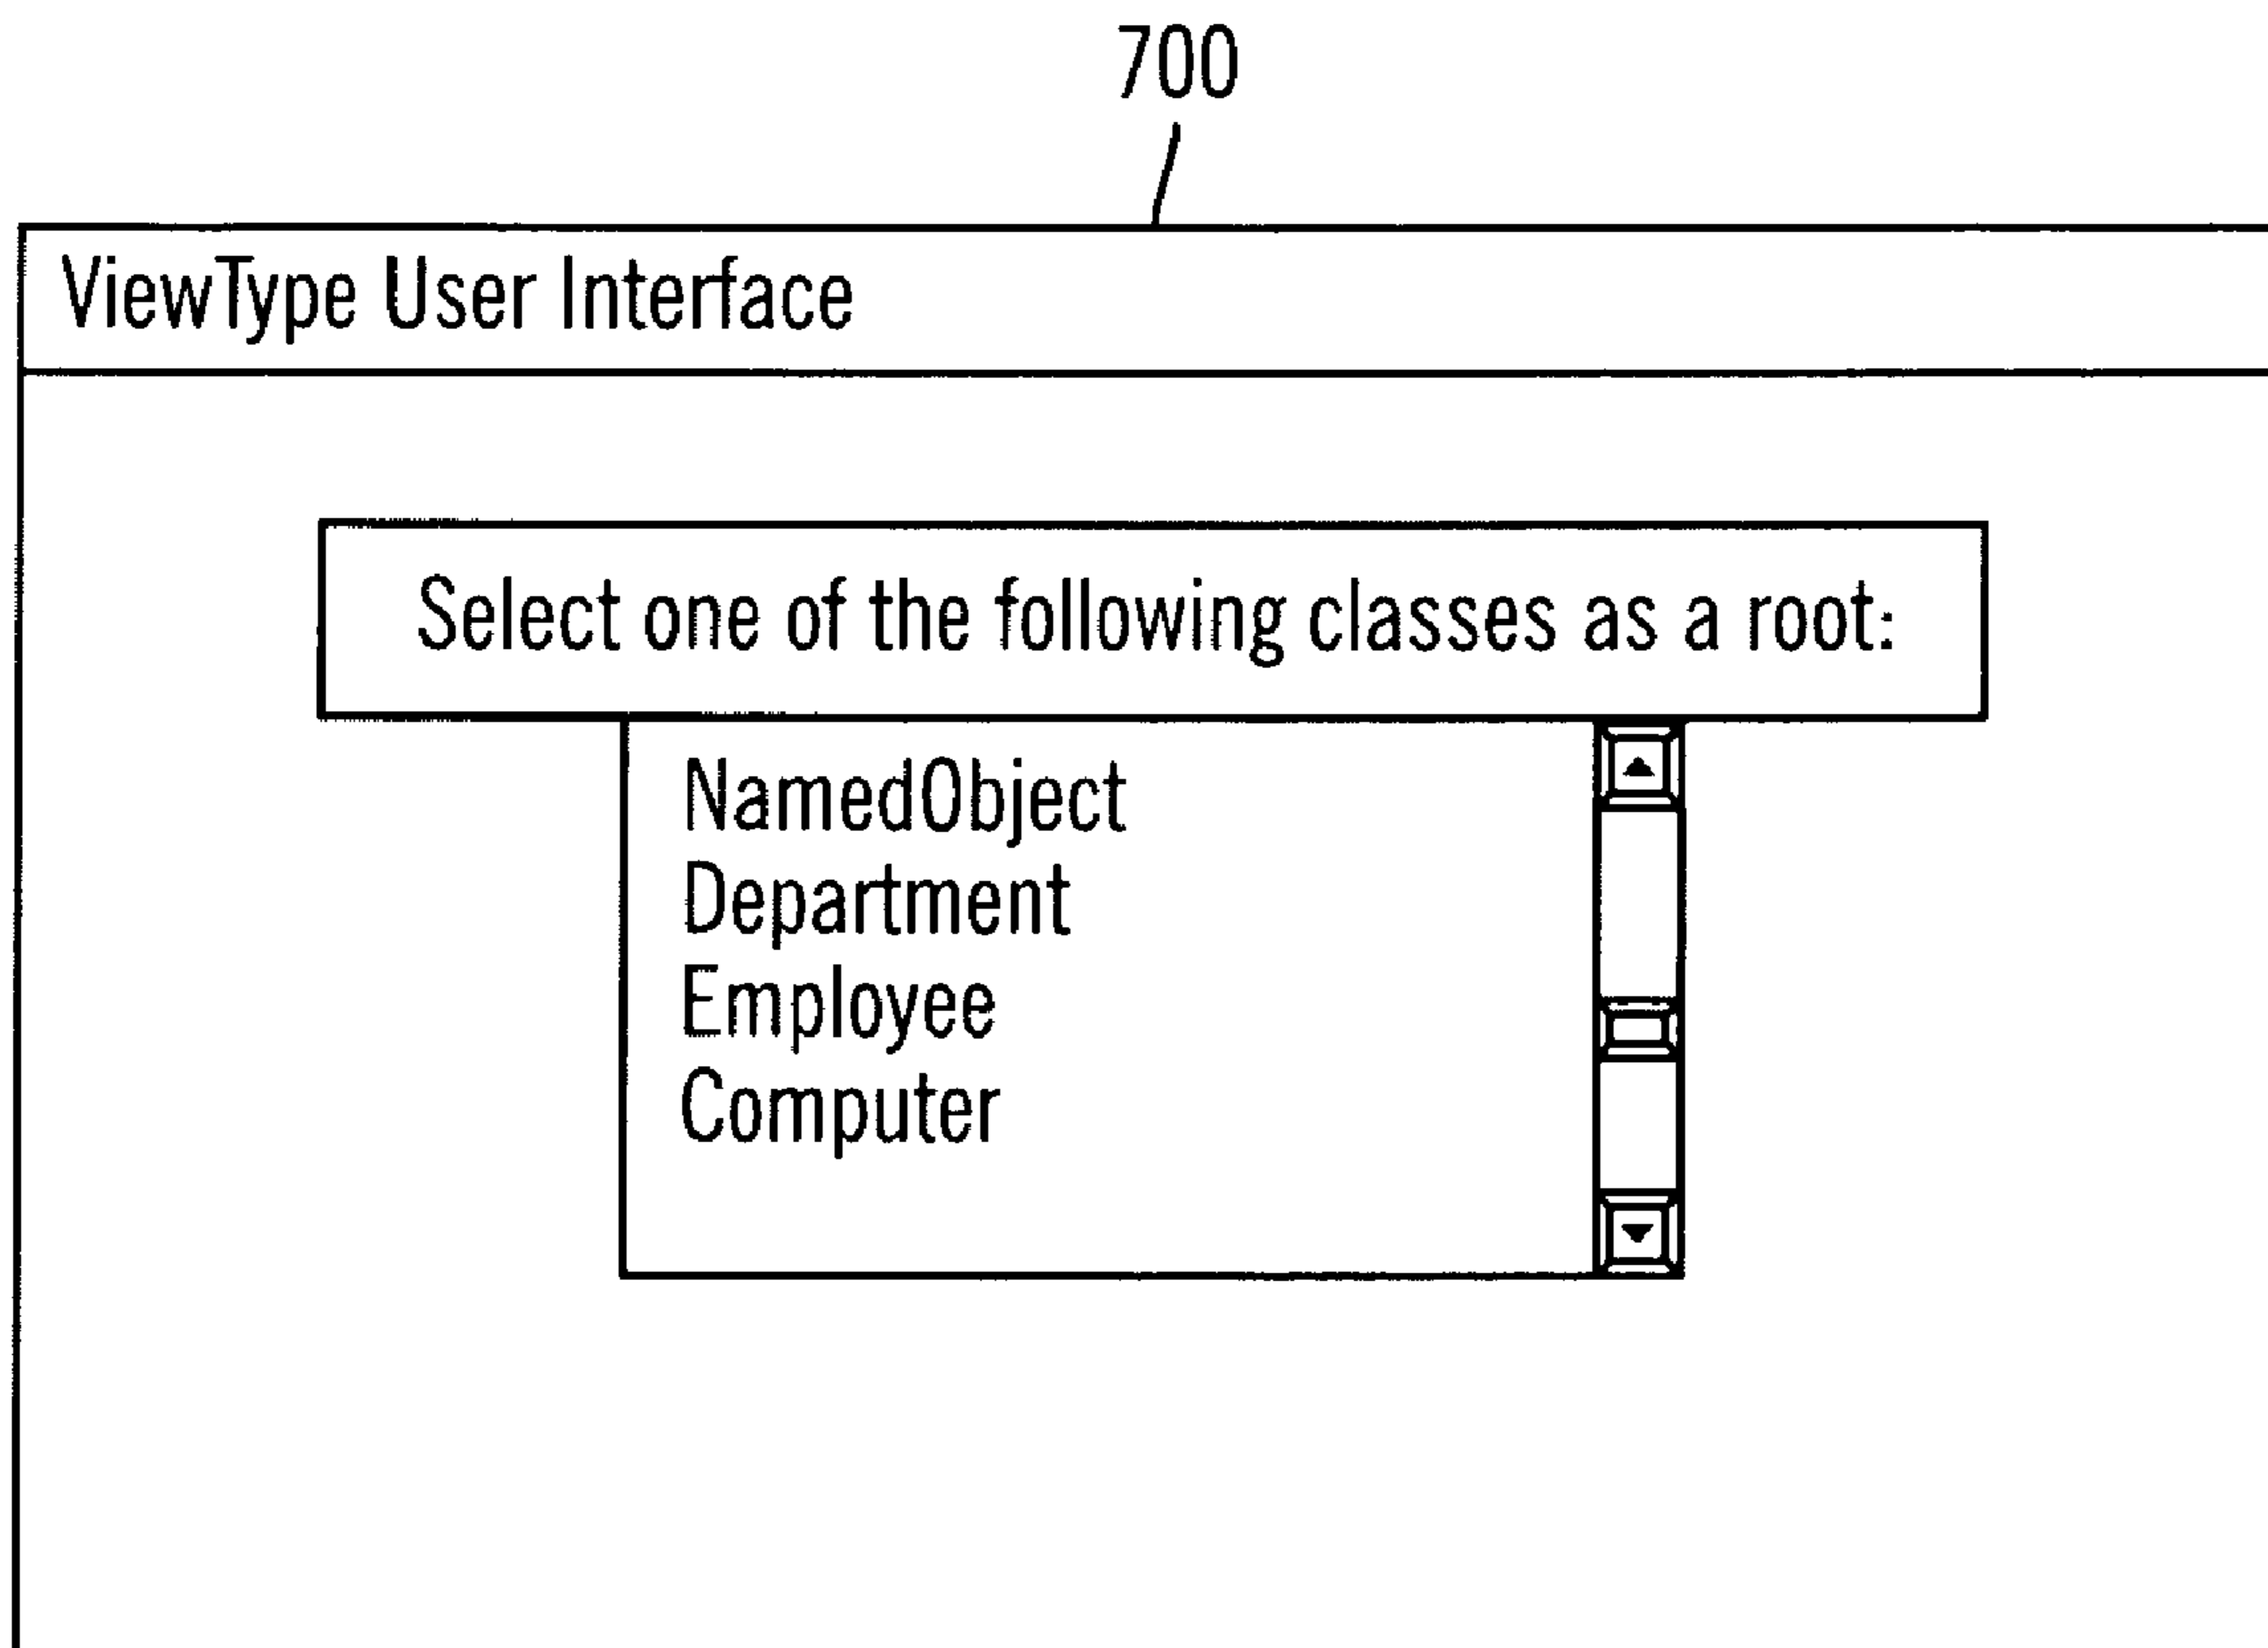 700
ViewType User Interface
Select one of the following classes as a root:
NamedObject
Department
Employee
Computer